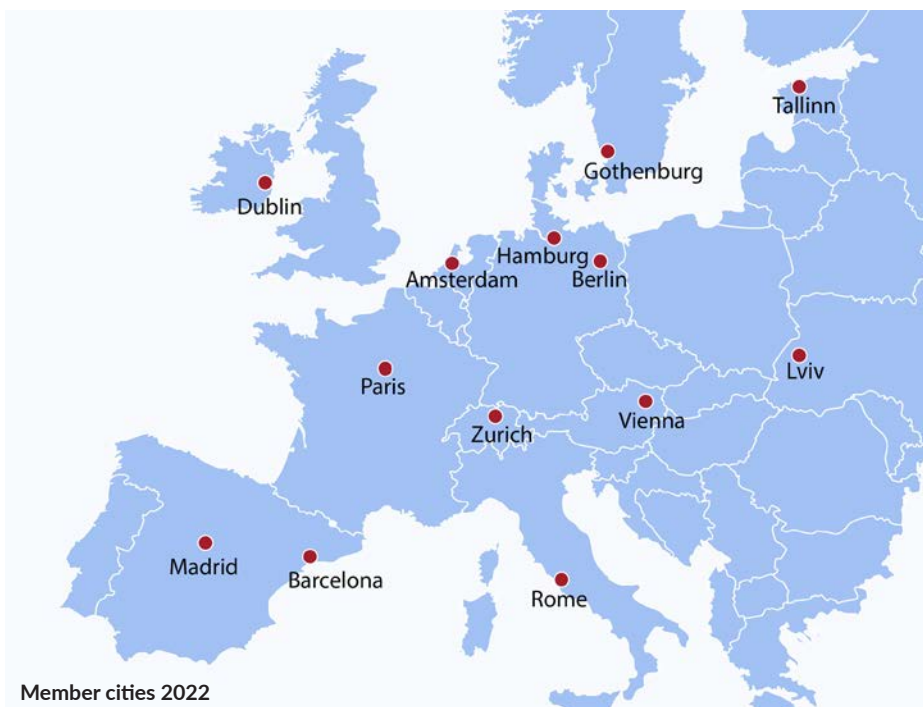 Tallinn
Gothenburg
Dublin
Hamburg
Amsterdam
Berlin
Paris
Lviv
Zurich
Vienna
Madrid
Barcelona
Rome
Member cities 2022